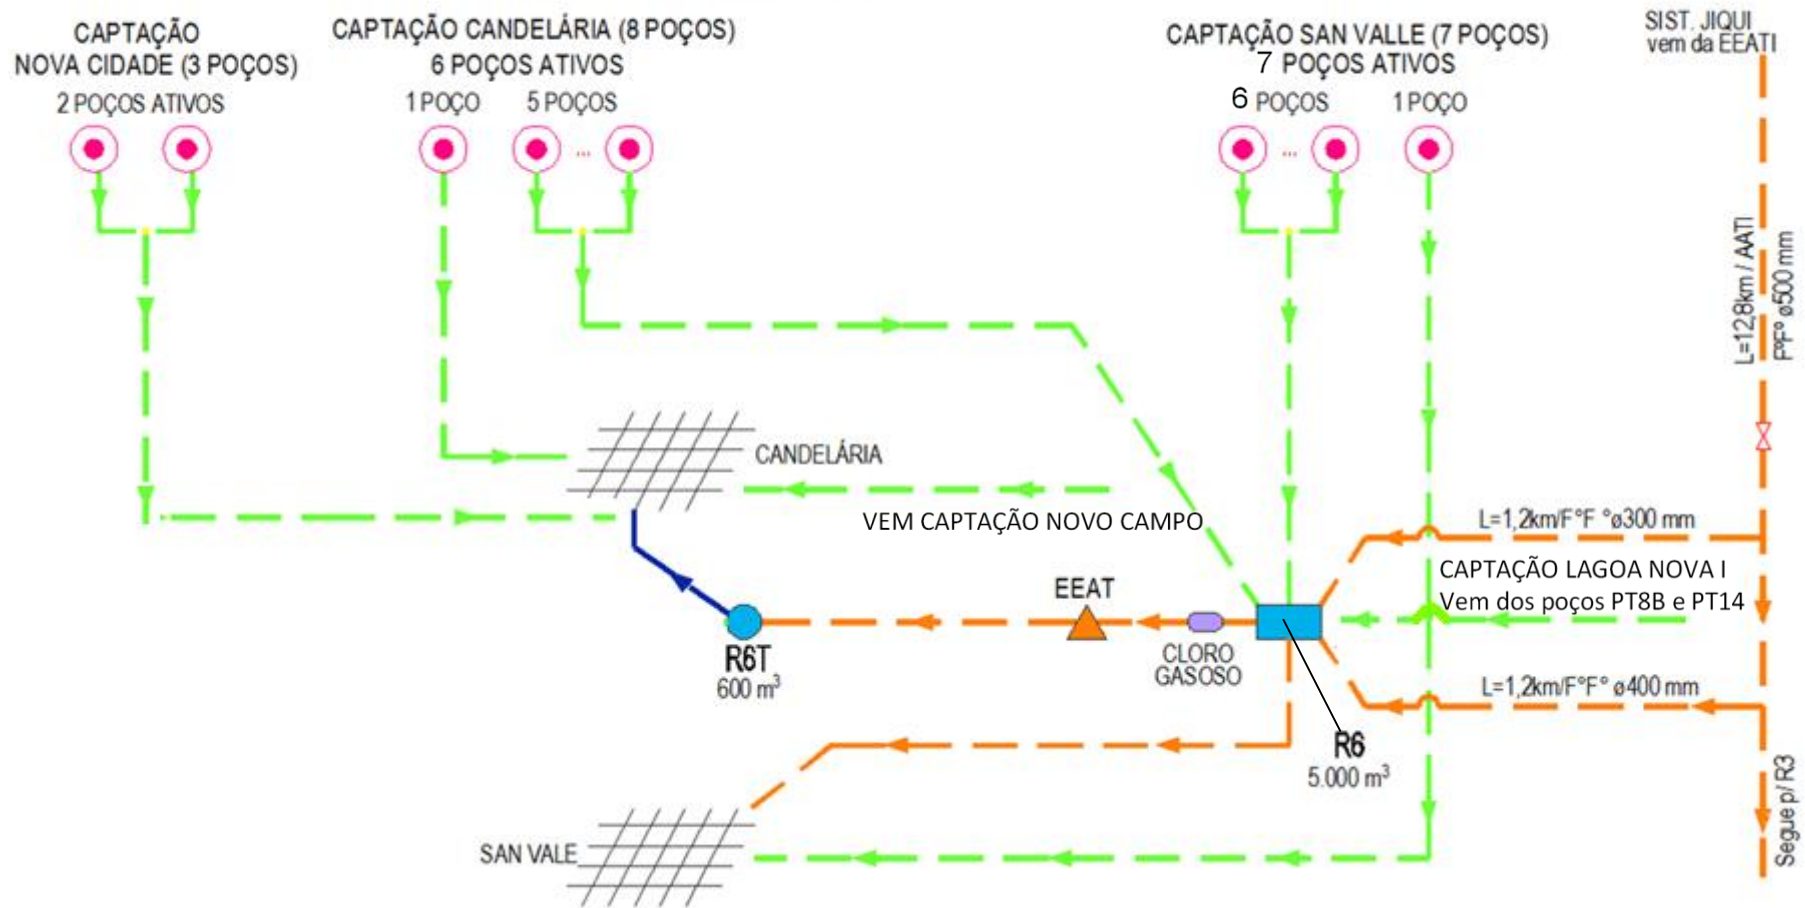 CAPTAÇÃO
NOVA CIDADE (3 POÇOS)
2 POÇOS ATIVOS
CAPTAÇÃO CANDELÁRIA (8 POÇOS)
6 POÇOS ATIVOS
1 POÇO
5 POÇOS
...
CAPTAÇÃO SAN VALLE (7 POÇOS)
7 POÇOS ATIVOS
6 POÇOS
1 POÇO
...
SIST. JIQUI
vem da EEATI
L=12,8km / AATI
FºFº ø500 mm
CANDELÁRIA
VEM CAPTAÇÃO NOVO CAMPO
L=1,2km/F°F °ø300 mm
CAPTAÇÃO LAGOA NOVA I
Vem dos poços PT8B e PT14
EEAT
CLORO
GASOSO
R6T
600 m³
L=1,2km/F°F° ø400 mm
R6
5.000 m³
Segue p/ R3
SAN VALE